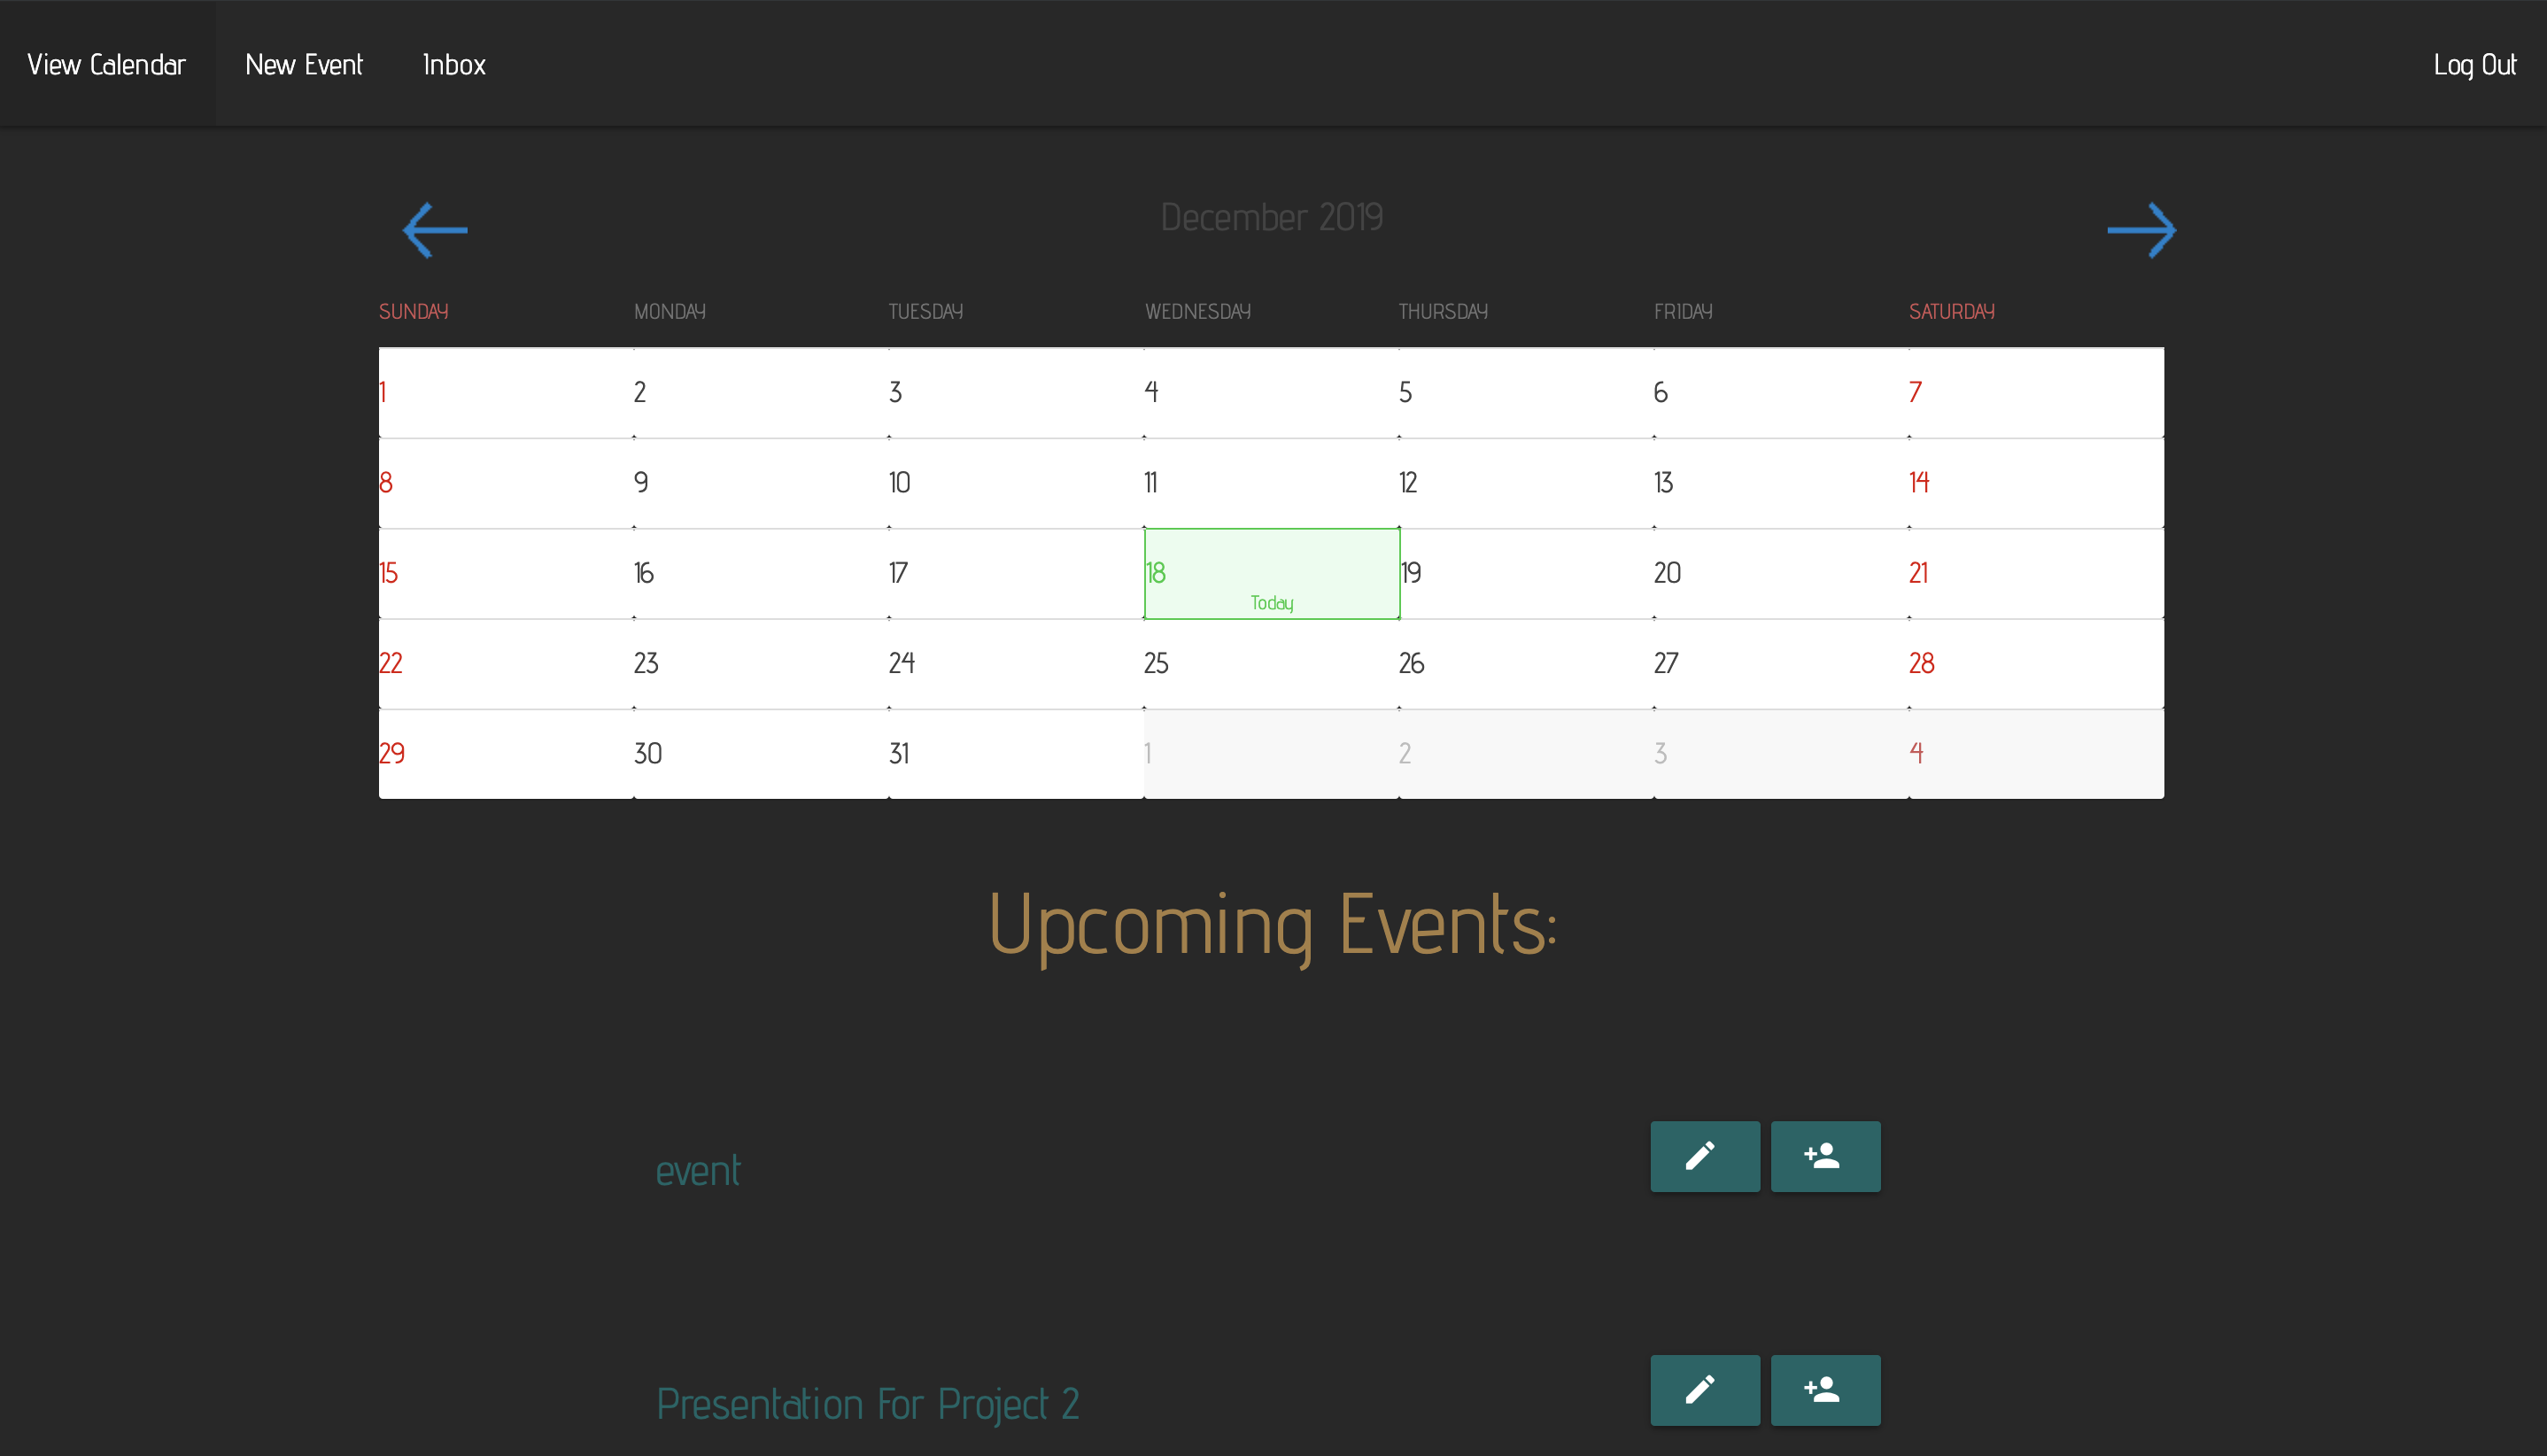 View Calendar New Event Inbox Log Out
December 2019
SUNDAY MONDAY TUESDAY WEDNESDAY THURSDAY FRIDAY SATURDAY
1 2 3 4 5 6 7
8 9 10 11 12 13 14
15 16 17 18 19 20 21
Today
22 23 24 25 26 27 28
29 30 31 1 2 3 4
Upcoming Events:
event
Presentation For Project 2